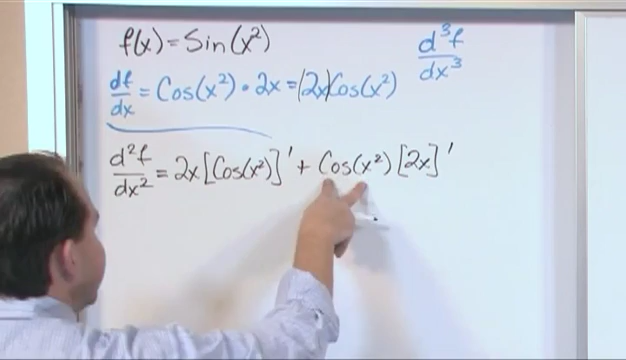 f(x)=Sin(x²)
d³f/dx³
df/dx = Cos(x²)·2x=(2x)Cos(x²)
d²f/dx² = 2x[Cos(x²)]' + Cos(x²)[2x]'